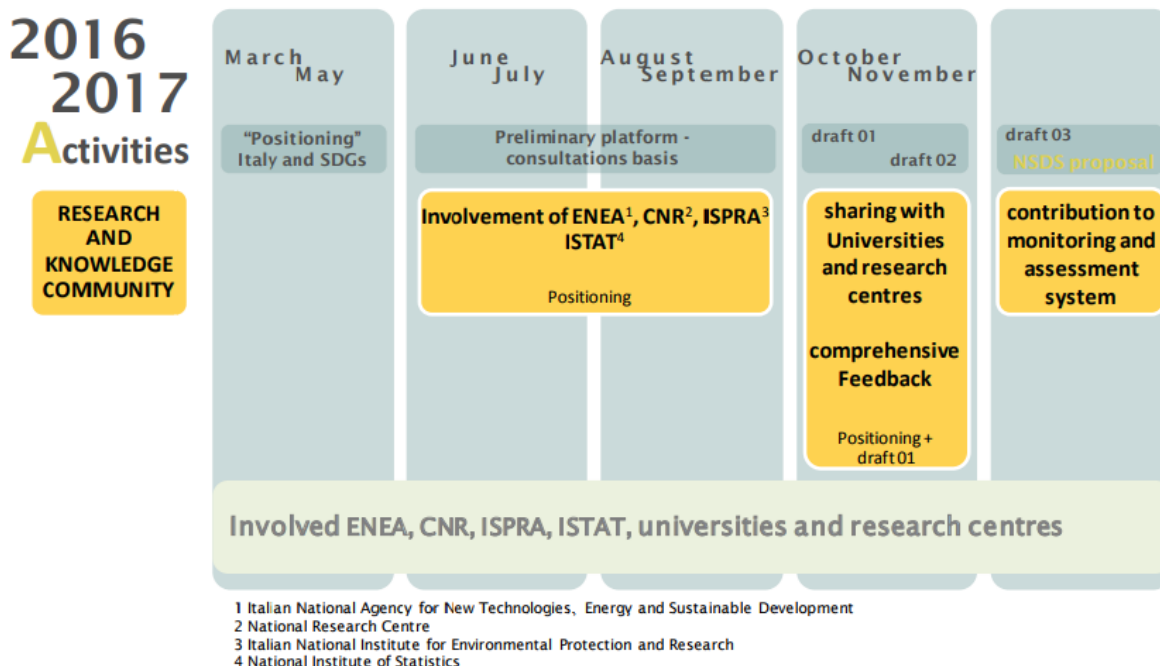 2016
2017
Activities
RESEARCH
AND
KNOWLEDGE
COMMUNITY
March
May
June
July
August
September
October
November
“Positioning”
Italy and SDGs
Preliminary platform -
consultations basis
draft 01
draft 02
draft 03
NSDS proposal
Involvement of ENEA¹, CNR², ISPRA³
ISTAT⁴
Positioning
sharing with
Universities
and research
centres
comprehensive
Feedback
Positioning +
draft 01
contribution to
monitoring and
assessment
system
Involved ENEA, CNR, ISPRA, ISTAT, universities and research centres
1 Italian National Agency for New Technologies, Energy and Sustainable Development
2 National Research Centre
3 Italian National Institute for Environmental Protection and Research
4 National Institute of Statistics